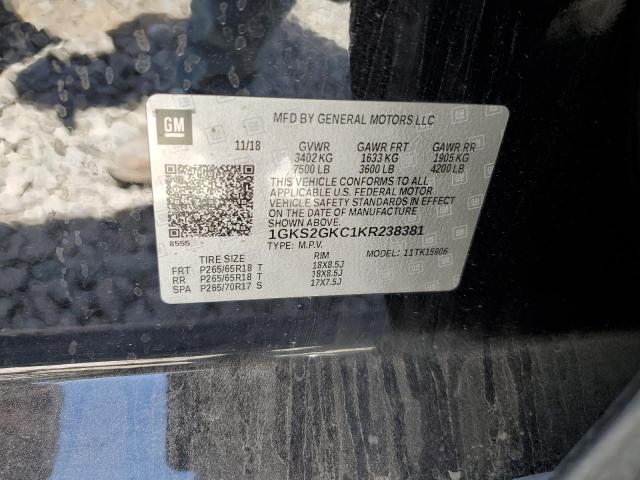 GM
MFD BY GENERAL MOTORS LLC
11/18 GVWR GAWR FRT GAWR RR
3402 KG 1633 KG 1905 KG
7500 LB 3600 LB 4200 LB
THIS VEHICLE CONFORMS TO ALL
APPLICABLE U.S. FEDERAL MOTOR
VEHICLE SAFETY STANDARDS IN EFFECT
ON THE DATE OF MANUFACTURE
SHOWN ABOVE.
1GKS2GKC1KR238381
8555 TYPE: M.P.V. MODEL: 11TK15906
TIRE SIZE RIM
FRT P265/65R18 T 18X8.5J
RR P265/65R18 T 18X8.5J
SPA P265/70R17 S 17X7.5J